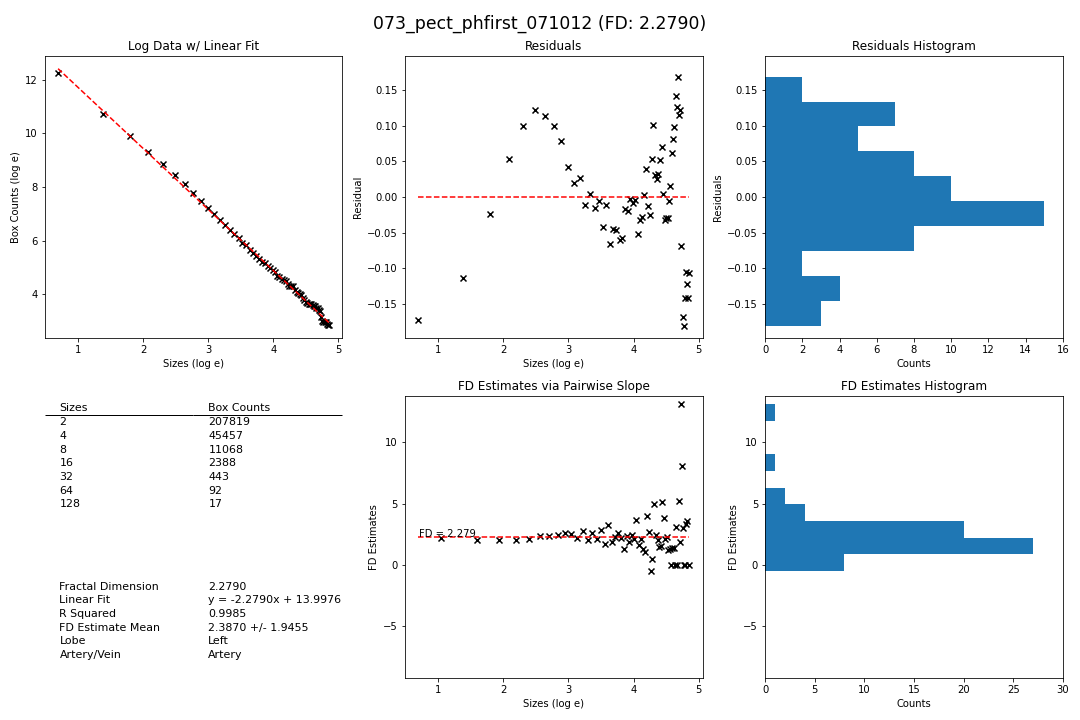 073_pect_phfirst_071012 (FD: 2.2790)
Log Data w/ Linear Fit
Box Counts (log e)
12
10
8
6
4
1 2 3 4 5
Sizes (log e)
Residuals
Residual
0.15
0.10
0.05
0.00
−0.05
−0.10
−0.15
1 2 3 4 5
Sizes (log e)
Residuals Histogram
Residuals
0.15
0.10
0.05
0.00
−0.05
−0.10
−0.15
0 2 4 6 8 10 12 14 16
Counts
Sizes Box Counts
2 207819
4 45457
8 11068
16 2388
32 443
64 92
128 17
Fractal Dimension 2.2790
Linear Fit y = -2.2790x + 13.9976
R Squared 0.9985
FD Estimate Mean 2.3870 +/- 1.9455
Lobe Left
Artery/Vein Artery
FD Estimates via Pairwise Slope
FD Estimates
10
5
0
−5
FD = 2.279
1 2 3 4 5
Sizes (log e)
FD Estimates Histogram
FD Estimates
10
5
0
−5
0 5 10 15 20 25 30
Counts